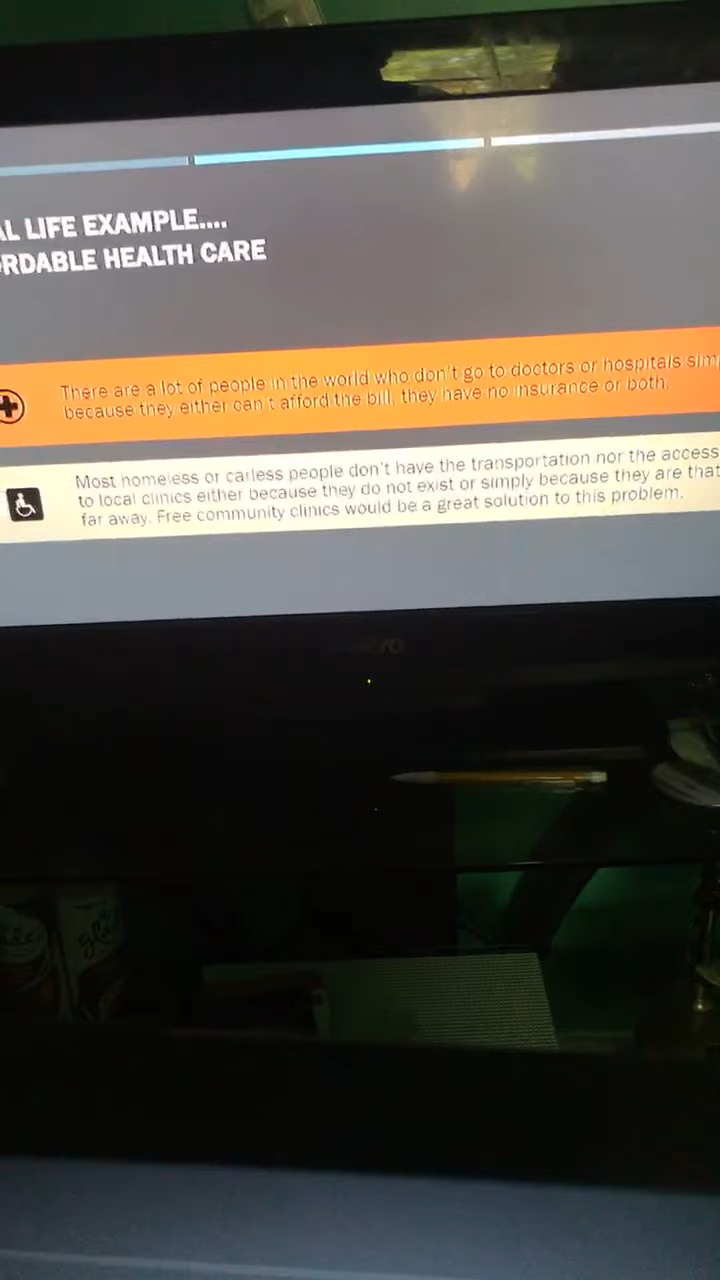 AL LIFE EXAMPLE....
RDABLE HEALTH CARE
There are a lot of people in the world who don't go to doctors or hospitals sim
because they either can't afford the bill, they have no insurance or both.
Most homeless or carless people don't have the transportation nor the access
to local clinics either because they do not exist or simply because they are that
far away. Free community clinics would be a great solution to this problem.